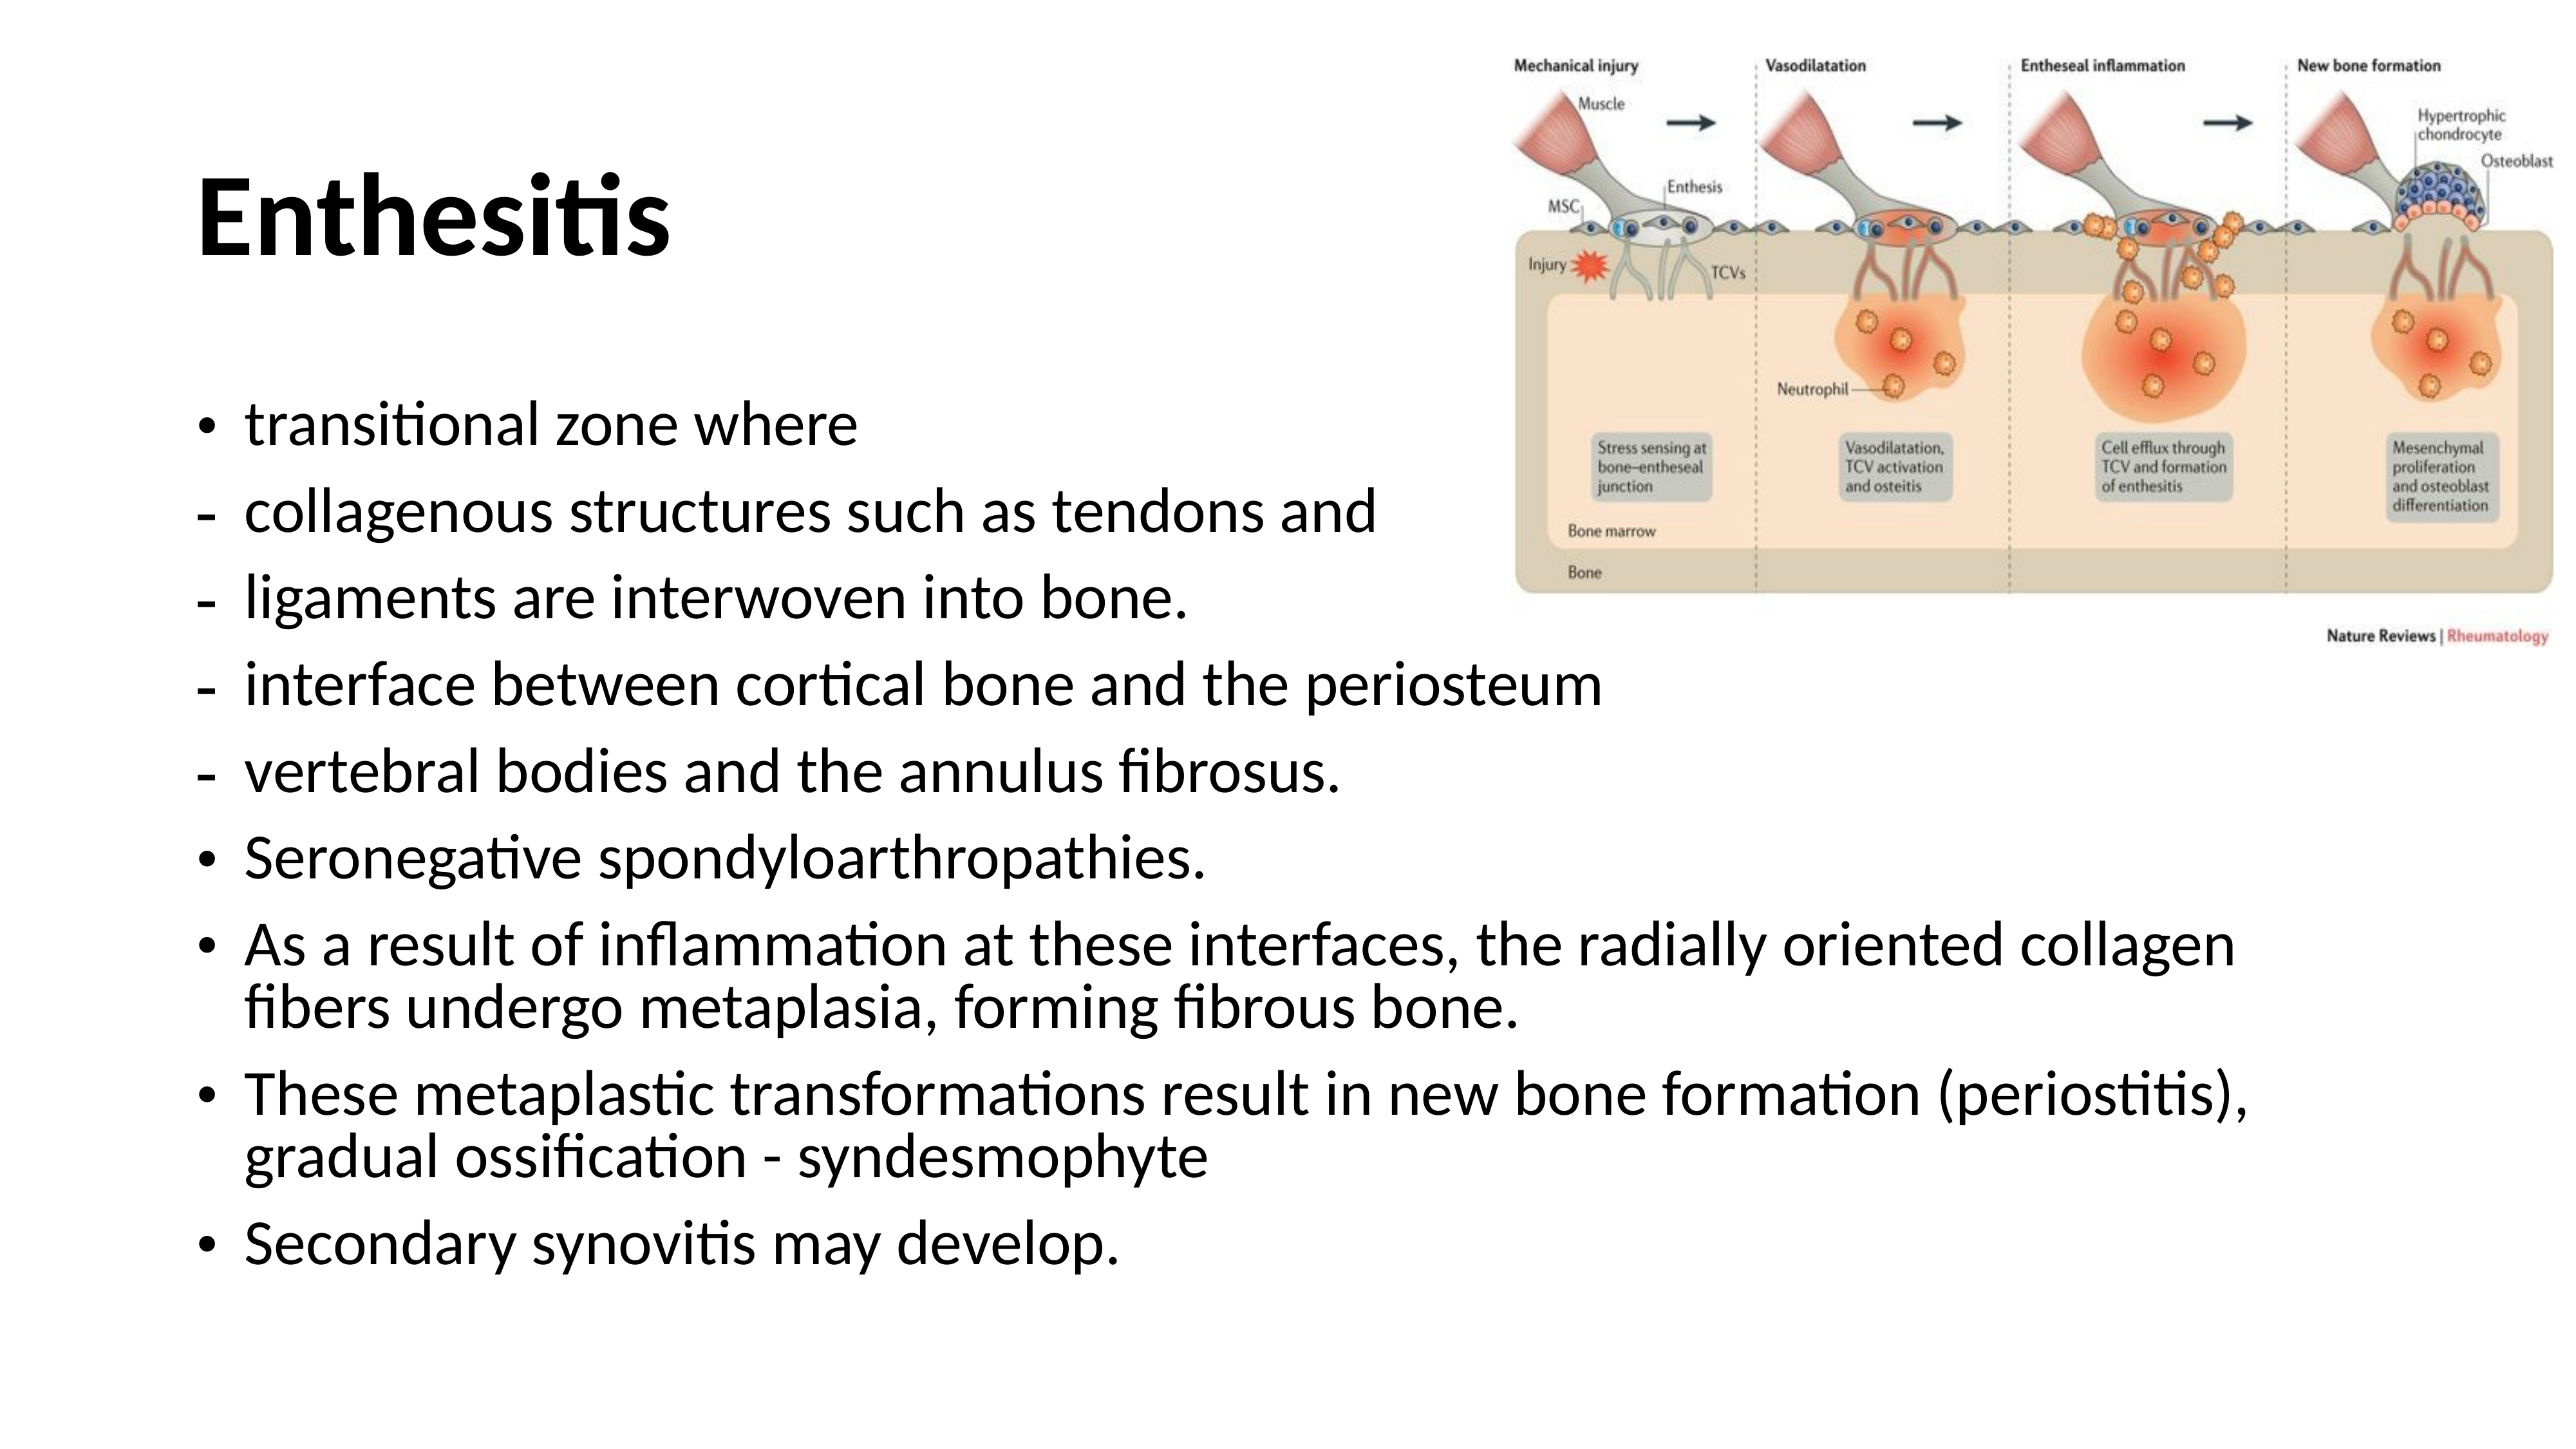 Enthesitis
• transitional zone where
- collagenous structures such as tendons and
- ligaments are interwoven into bone.
- interface between cortical bone and the periosteum
- vertebral bodies and the annulus fibrosus.
• Seronegative spondyloarthropathies.
• As a result of inflammation at these interfaces, the radially oriented collagen
fibers undergo metaplasia, forming fibrous bone.
• These metaplastic transformations result in new bone formation (periostitis),
gradual ossification - syndesmophyte
• Secondary synovitis may develop.
Mechanical injury
Muscle
Enthesis
MSC
Injury
TCVs
Stress sensing at
bone–entheseal
junction
Bone marrow
Bone
Vasodilatation
Neutrophil
Vasodilatation,
TCV activation
and osteitis
Entheseal inflammation
Cell efflux through
TCV and formation
of enthesitis
New bone formation
Hypertrophic
chondrocyte
Osteoblast
Mesenchymal
proliferation
and osteoblast
differentiation
Nature Reviews | Rheumatology